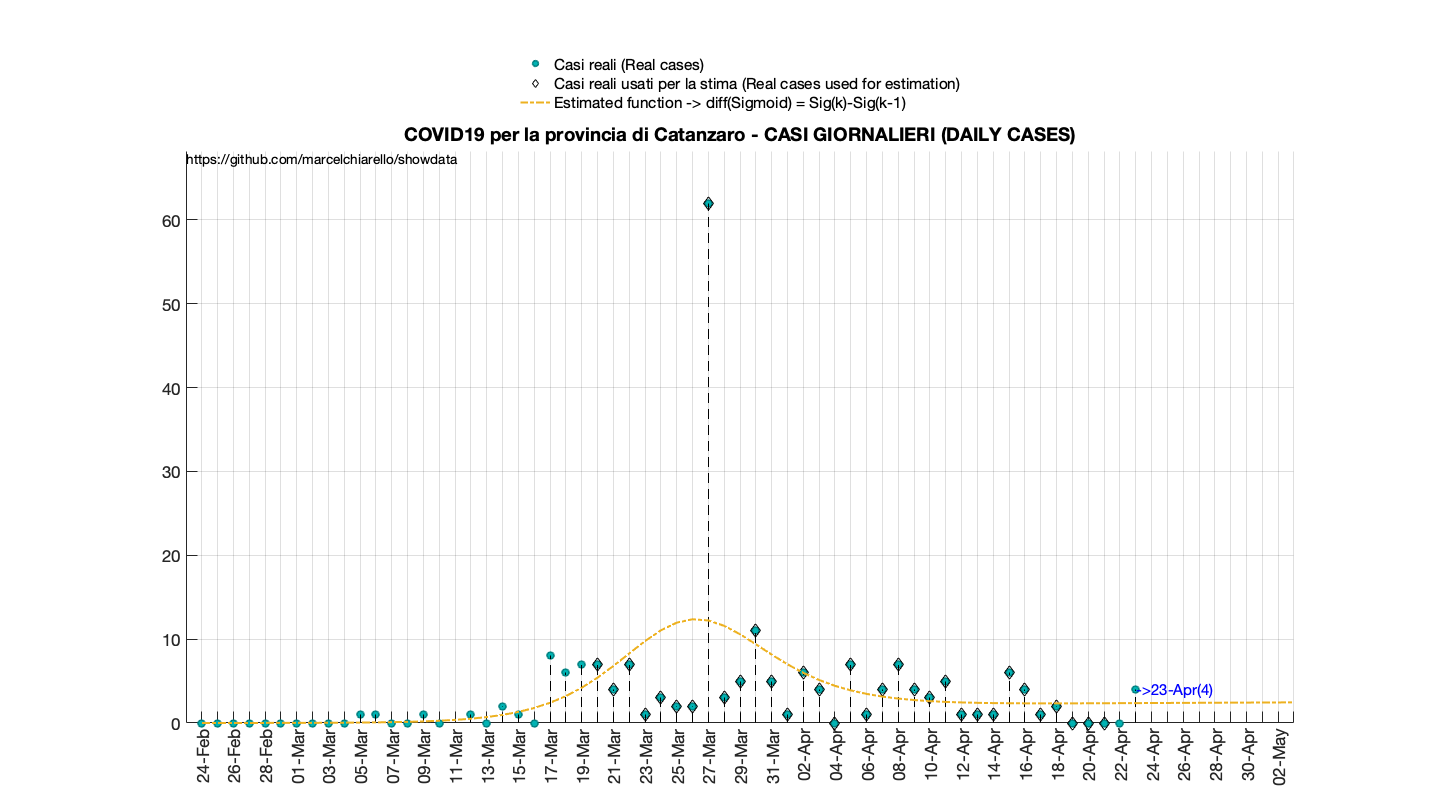 Casi reali (Real cases)
Casi reali usati per la stima (Real cases used for estimation)
Estimated function -> diff(Sigmoid) = Sig(k)-Sig(k-1)
COVID19 per la provincia di Catanzaro - CASI GIORNALIERI (DAILY CASES)
https://github.com/marcelchiarello/showdata
60
50
40
30
20
10
0
->23-Apr(4)
24-Feb
26-Feb
28-Feb
01-Mar
03-Mar
05-Mar
07-Mar
09-Mar
11-Mar
13-Mar
15-Mar
17-Mar
19-Mar
21-Mar
23-Mar
25-Mar
27-Mar
29-Mar
31-Mar
02-Apr
04-Apr
06-Apr
08-Apr
10-Apr
12-Apr
14-Apr
16-Apr
18-Apr
20-Apr
22-Apr
24-Apr
26-Apr
28-Apr
30-Apr
02-May